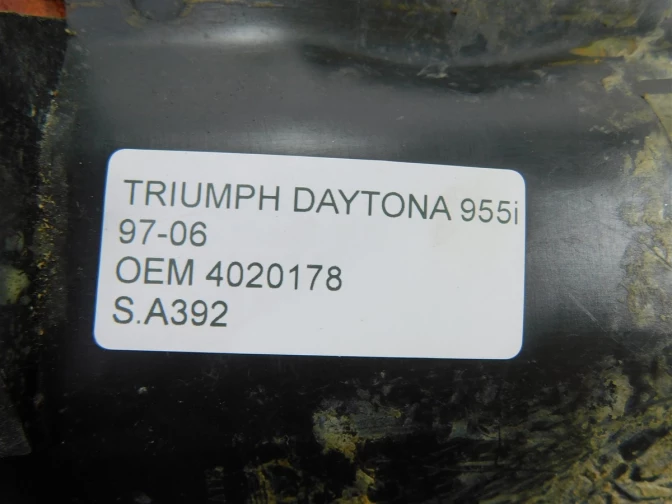 TRIUMPH DAYTONA 955i
97-06
OEM 4020178
S.A392